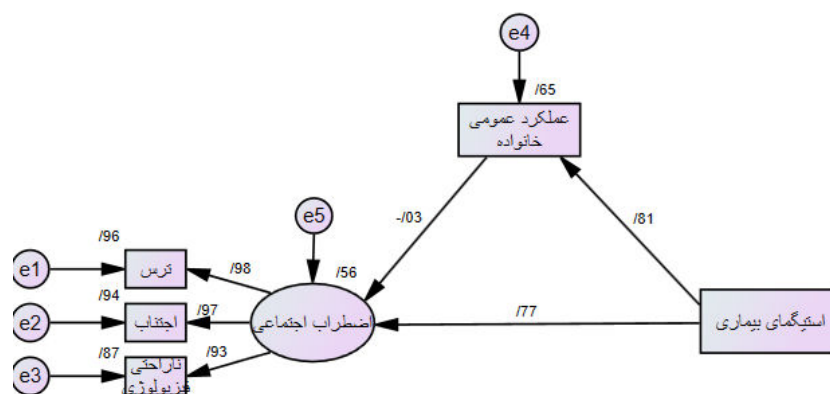 e4
/65
عملکرد عمومی
خانواده
-/03
/81
e5
/56
/96
e1
ترس
/98
/94
e2
اجتناب
/97
اضطراب اجتماعی
/77
استیگمای بیماری
/87
e3
ناراحتی
فیزیولوژی
/93